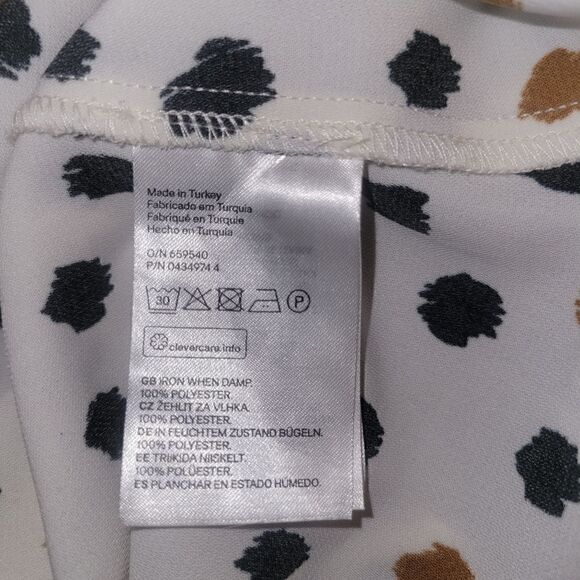 Made in Turkey
Fabricado em Turquia
Fabriqué en Turquie
Hecho en Turquía
O/N 659540
P/N 0434974 4
30 P
clevercare.info
GB IRON WHEN DAMP.
100% POLYESTER.
CZ ŽEHLIT ZA VLHKA.
100% POLYESTER.
DE IN FEUCHTEM ZUSTAND BÜGELN.
100% POLYESTER.
EE TRIIKIDA NIISKELT.
100% POLÜESTER.
ES PLANCHAR EN ESTADO HÚMEDO.